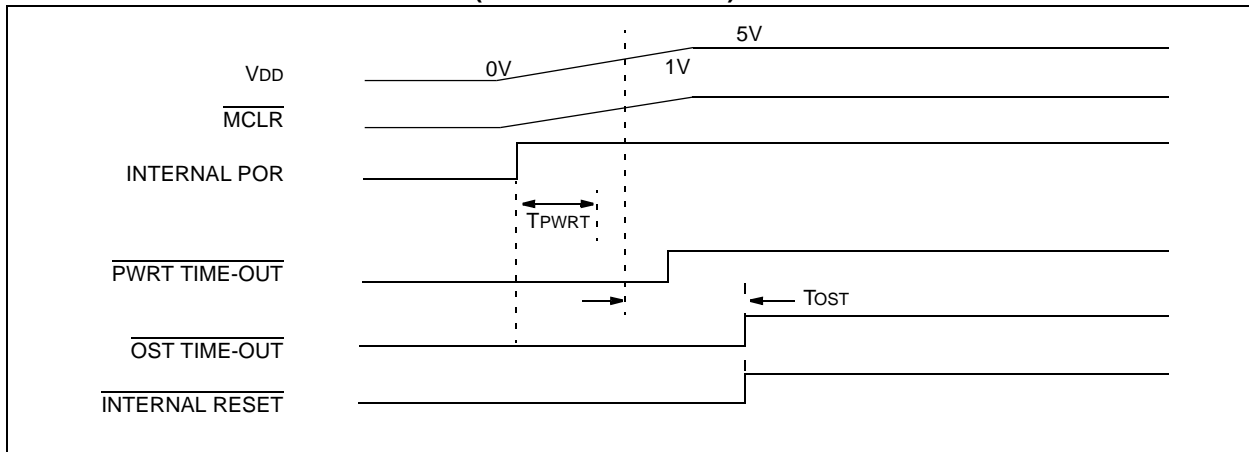 5V
VDD 0V 1V
MCLR
INTERNAL POR
TPWRT
PWRT TIME-OUT
TOST
OST TIME-OUT
INTERNAL RESET